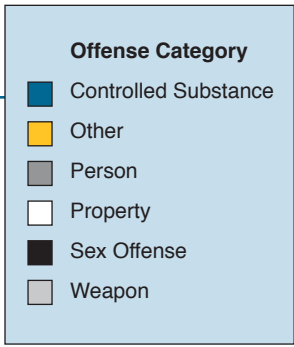 Offense Category
Controlled Substance
Other
Person
Property
Sex Offense
Weapon